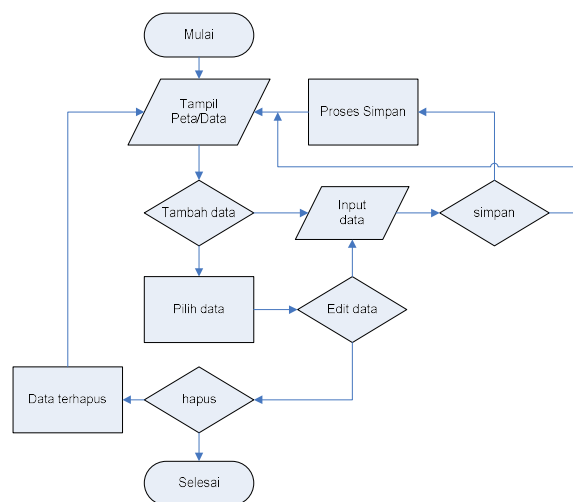 Mulai
Tampil
Peta/Data
Proses Simpan
Tambah data
Input
data
simpan
Pilih data
Edit data
Data terhapus
hapus
Selesai